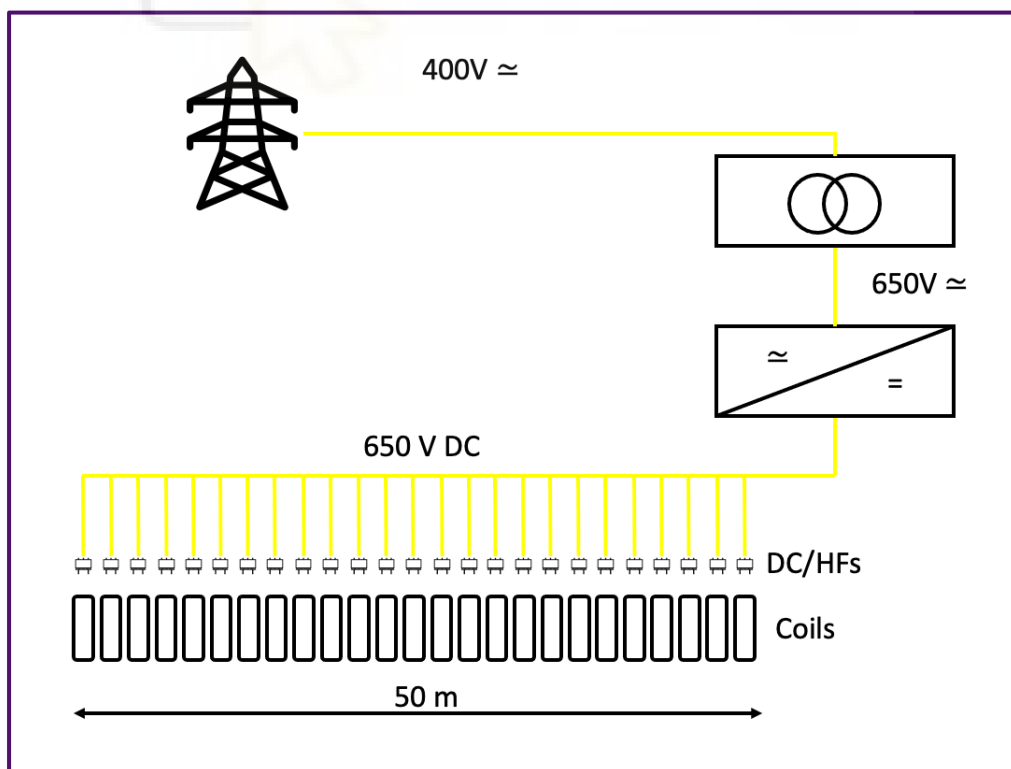 400V ≃
650V ≃
≃
=
650 V DC
DC/HFs
Coils
50 m